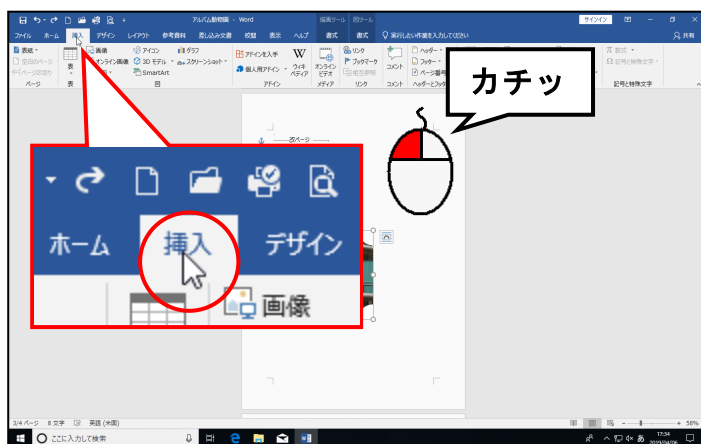 アルバム動物園 - Word
描画ツール 図ツール
サインイン
ファイル ホーム 挿入 デザイン レイアウト 参考資料 差し込み文書 校閲 表示 ヘルプ 書式 書式 実行したい作業を入力してください 共有
表紙
空白のページ
ページ区切り
ページ
表
表
画像
オンライン画像
アイコン
3D モデル
SmartArt
グラフ
スクリーンショット
図
アドインを入手
個人用アドイン
ウィキペディア
アドイン
オンライン ビデオ
メディア
リンク
ブックマーク
相互参照
リンク
コメント
コメント
ヘッダー
フッター
ページ番号
ヘッダーとフッター
数式
記号と特殊文字
記号と特殊文字
カチッ
改ページ
ホーム 挿入 デザイン
画像
3/4 ページ 8 文字 英語 (米国)
58%
ここに入力して検索
あ
17:34
2019/04/06